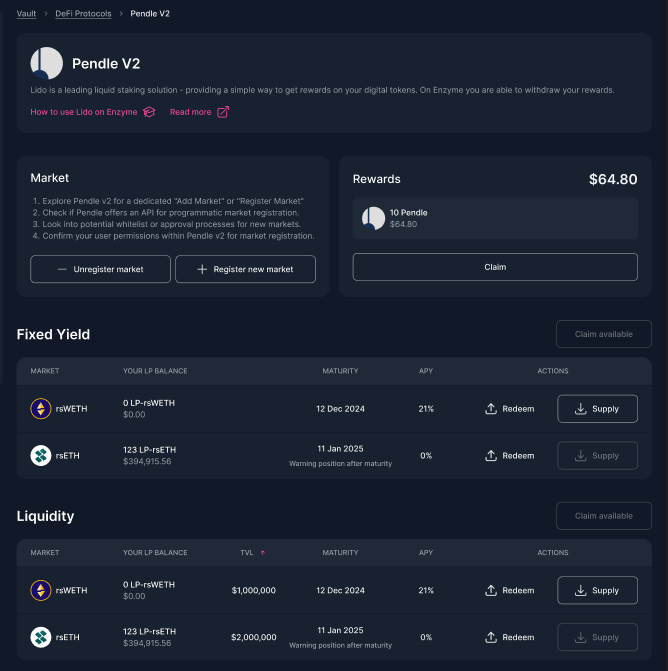 Vault > DeFi Protocols > Pendle V2
Pendle V2
Lido is a leading liquid staking solution - providing a simple way to get rewards on your digital tokens. On Enzyme you are able to withdraw your rewards.
How to use Lido on Enzyme Read more
Market
1. Explore Pendle v2 for a dedicated "Add Market" or "Register Market"
2. Check if Pendle offers an API for programmatic market registration.
3. Look into potential whitelist or approval processes for new markets.
4. Confirm your user permissions within Pendle v2 for market registration.
Unregister market Register new market
Rewards $64.80
10 Pendle
$64.80
Claim
Fixed Yield Claim available
MARKET YOUR LP BALANCE MATURITY APY ACTIONS
rsWETH 0 LP-rsWETH 12 Dec 2024 21% Redeem Supply
$0.00
rsETH 123 LP-rsETH 11 Jan 2025 0% Redeem Supply
$394,915.56 Warning position after maturity
Liquidity Claim available
MARKET YOUR LP BALANCE TVL MATURITY APY ACTIONS
rsWETH 0 LP-rsWETH $1,000,000 12 Dec 2024 21% Redeem Supply
$0.00
rsETH 123 LP-rsETH $2,000,000 11 Jan 2025 0% Redeem Supply
$394,915.56 Warning position after maturity